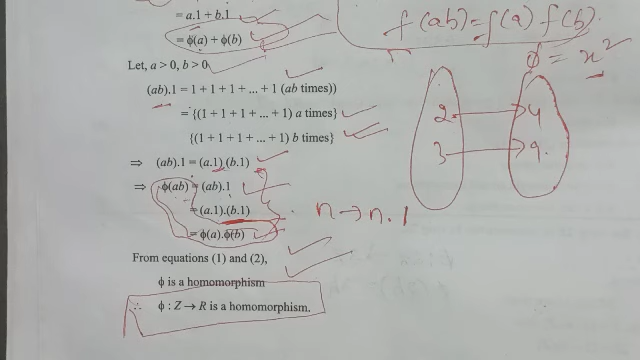 = a.1 + b.1
= ϕ(a) + ϕ(b)
f(ab)=f(a) f(b).
ϕ = x²
Let, a > 0, b > 0
(ab).1 = 1 + 1 + 1 + ... + 1 (ab times))
= {(1 + 1 + 1 + ... + 1) a times}
{(1 + 1 + 1 + ... + 1) b times}
2 → 4
3 → 9.
⇒ (ab).1 = (a.1).(b.1)
⇒ ϕ(ab) = (ab).1
= (a.1).(b.1)
n → n.1
= ϕ(a).ϕ(b)
From equations (1) and (2),
ϕ is a homomorphism
∴ ϕ : Z → R is a homomorphism.